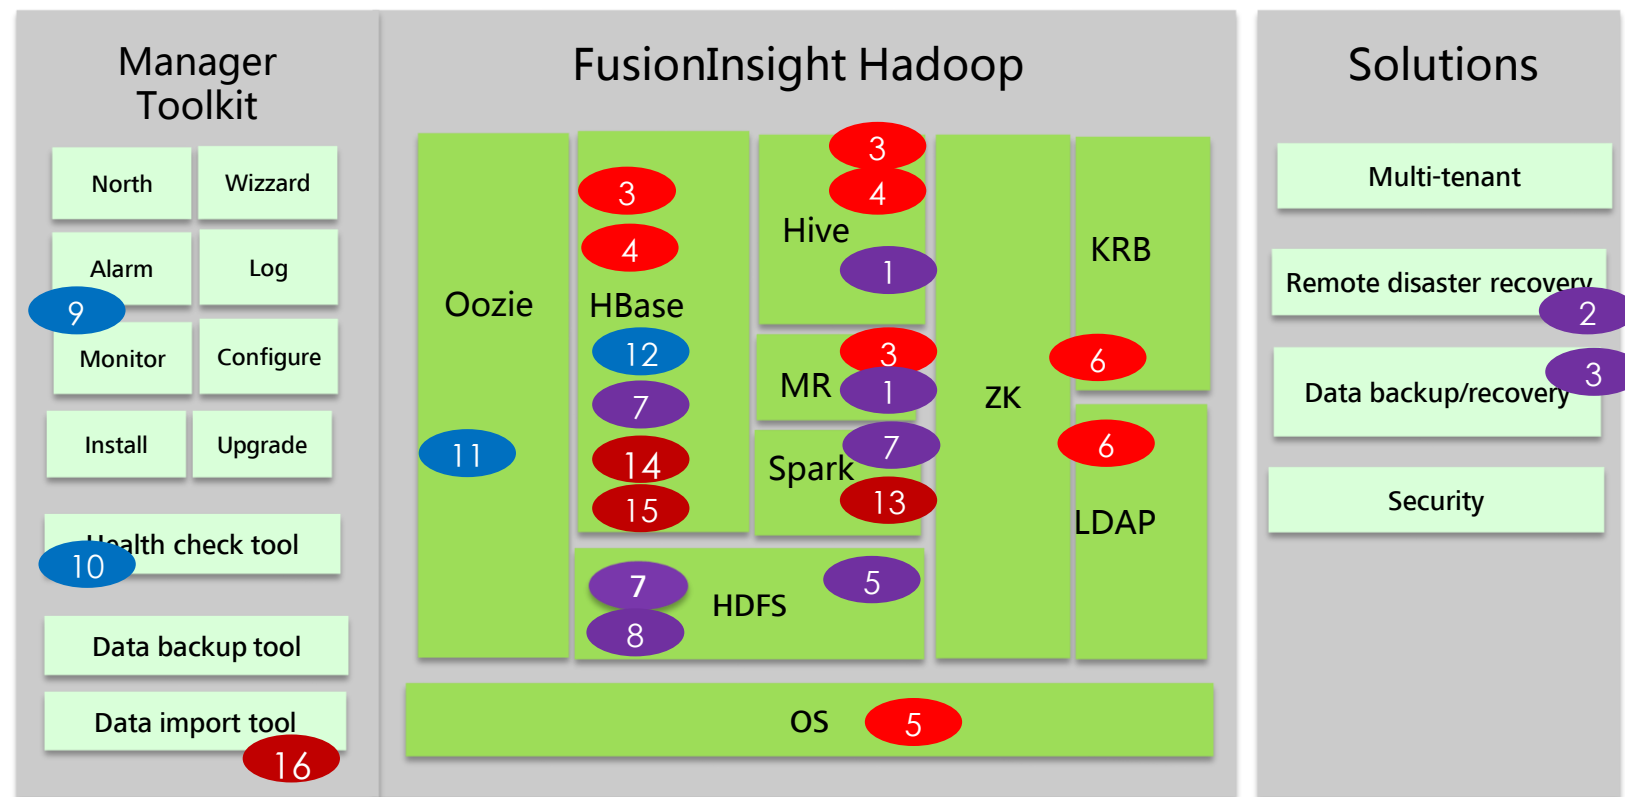 Manager
Toolkit
North
Wizzard
Alarm
Log
9
Monitor
Configure
Install
Upgrade
Health check tool
10
Data backup tool
Data import tool
16
FusionInsight Hadoop
Oozie
11
3
4
HBase
12
7
14
15
3
4
Hive
1
3
MR
1
7
Spark
13
7
5
HDFS
8
ZK
KRB
6
6
LDAP
OS
5
Solutions
Multi-tenant
Remote disaster recovery
2
3
Data backup/recovery
Security